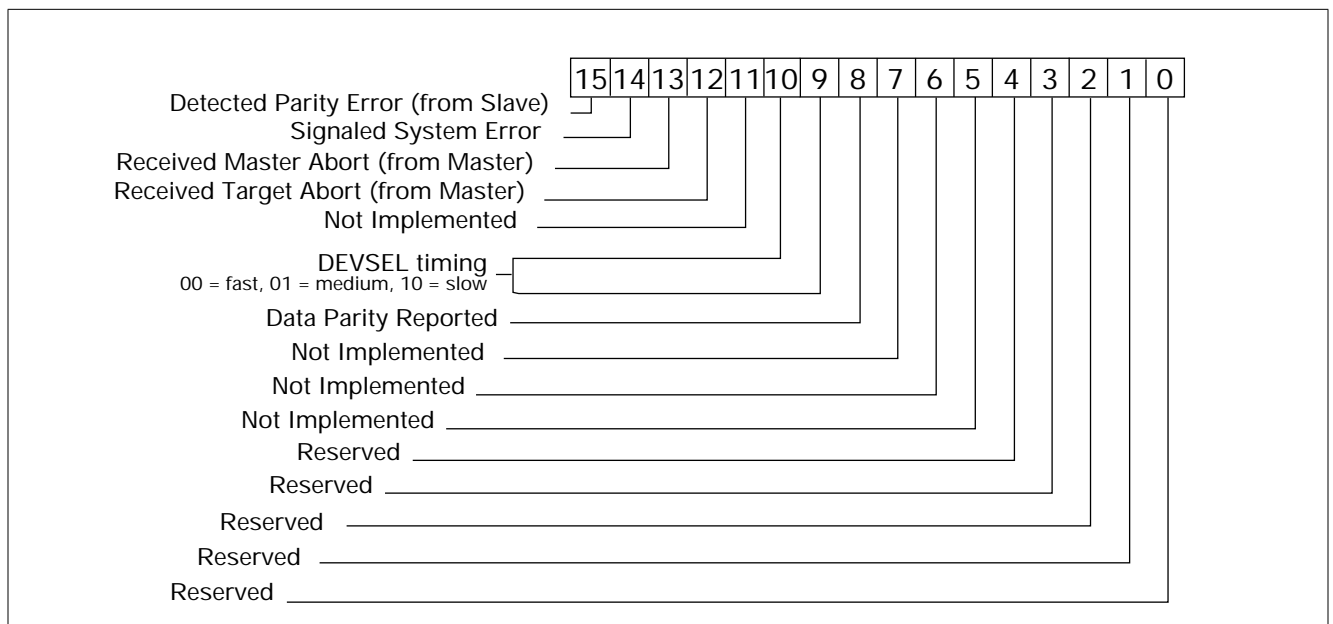 15 14 13 12 11 10 9 8 7 6 5 4 3 2 1 0
Detected Parity Error (from Slave)
Signaled System Error
Received Master Abort (from Master)
Received Target Abort (from Master)
Not Implemented
DEVSEL timing
00 = fast, 01 = medium, 10 = slow
Data Parity Reported
Not Implemented
Not Implemented
Not Implemented
Reserved
Reserved
Reserved
Reserved
Reserved